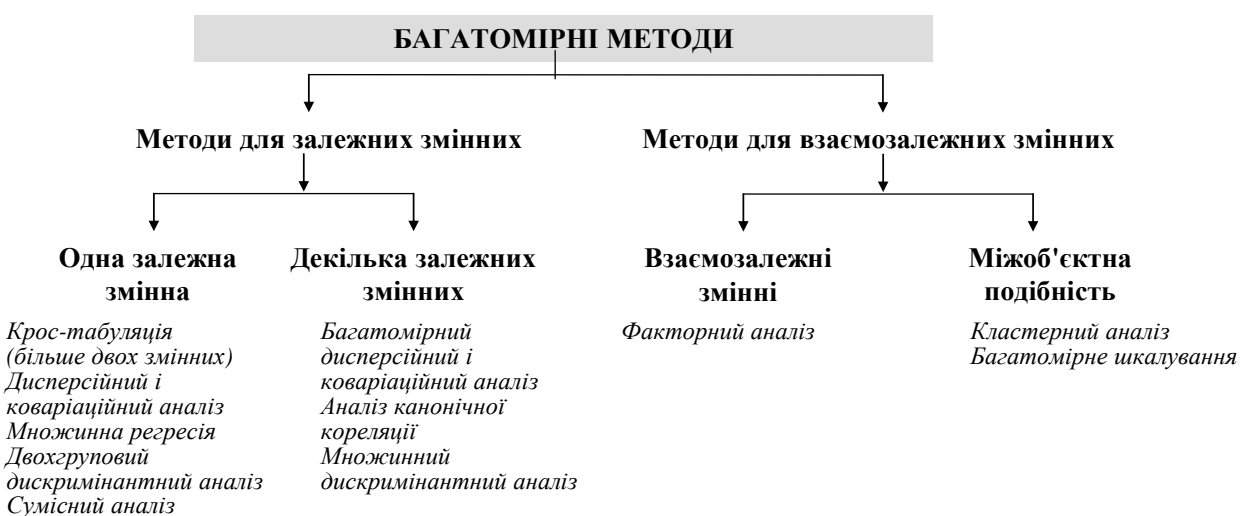 БАГАТОМІРНІ МЕТОДИ
Методи для залежних змінних
Методи для взаємозалежних змінних
Одна залежна
змінна
Крос-табуляція
(більше двох змінних)
Дисперсійний і
коваріаційний аналіз
Множинна регресія
Двохгруповий
дискримінантний аналіз
Сумісний аналіз
Декілька залежних
змінних
Багатомірний
дисперсійний і
коваріаційний аналіз
Аналіз канонічної
кореляції
Множинний
дискримінантний аналіз
Взаємозалежні
змінні
Факторний аналіз
Міжоб'єктна
подібність
Кластерний аналіз
Багатомірне шкалування